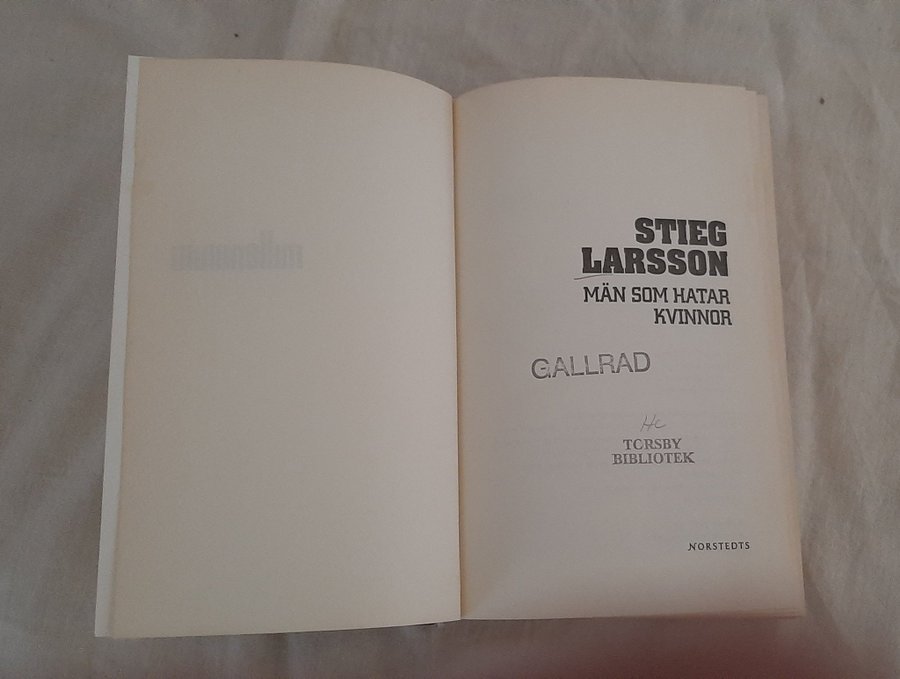 STIEG
LARSSON
MÄN SOM HATAR
KVINNOR
GALLRAD
Hc
TORSBY
BIBLIOTEK
NORSTEDTS